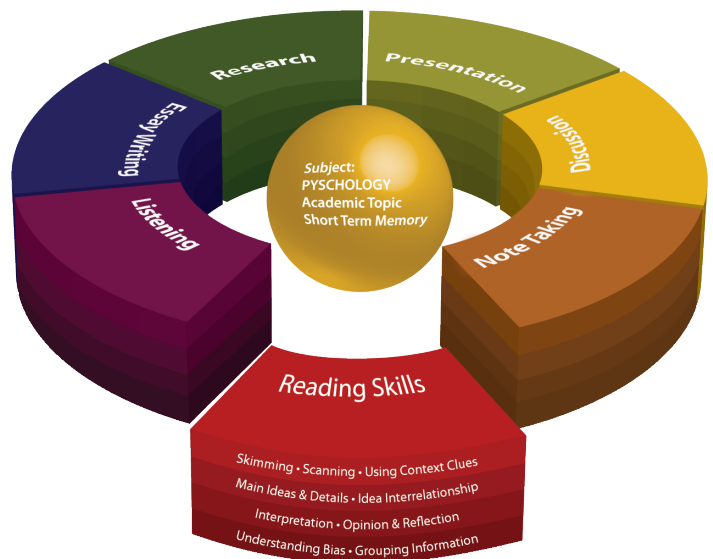 Research
Presentation
Essay Writing
Discussion
Subject:
PYSCHOLOGY
Academic Topic
Short Term Memory
Listening
Note Taking
Reading Skills
Skimming • Scanning • Using Context Clues
Main Ideas & Details • Idea Interrelationship
Interpretation • Opinion & Reflection
Understanding Bias • Grouping Information